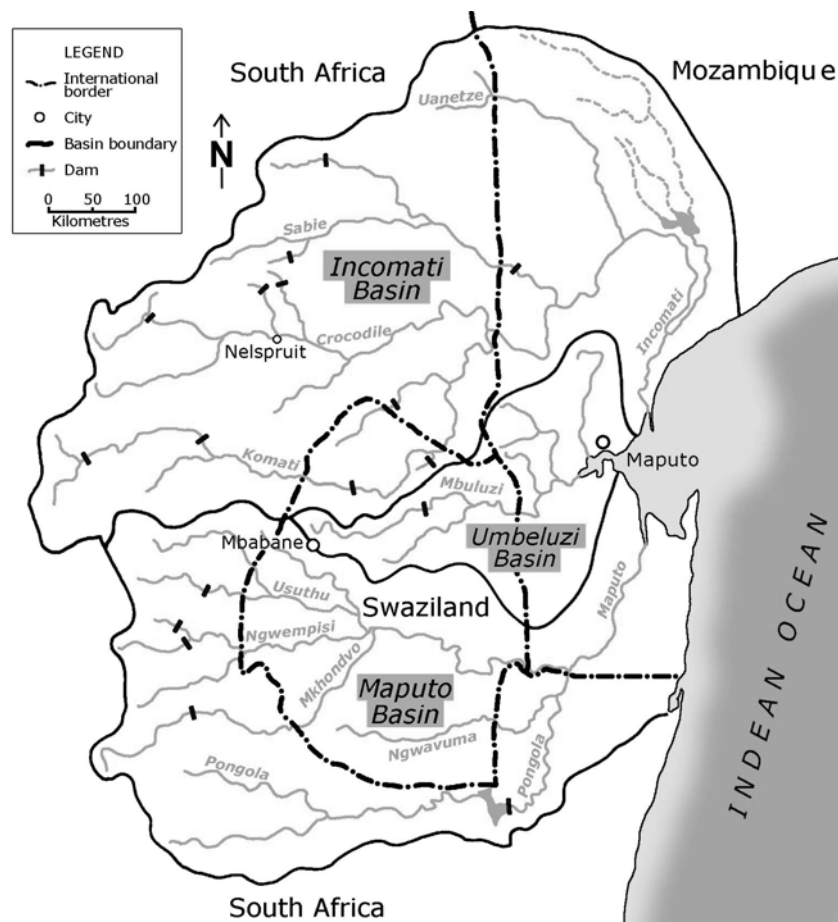 LEGEND
International
border
City
Basin boundary
Dam
0 50 100
Kilometres
South Africa
Mozambique
N
Uanetze
Sabie
Incomati
Basin
Incomati
Crocodile
Nelspruit
Komati
Maputo
Mbuluzi
Mbabane
Umbeluzi
Basin
Usuthu
Swaziland
Maputo
Ngwempisi
Mkhondvo
Maputo
Basin
Ngwavuma
Pongola
Pongola
INDEAN OCEAN
South Africa